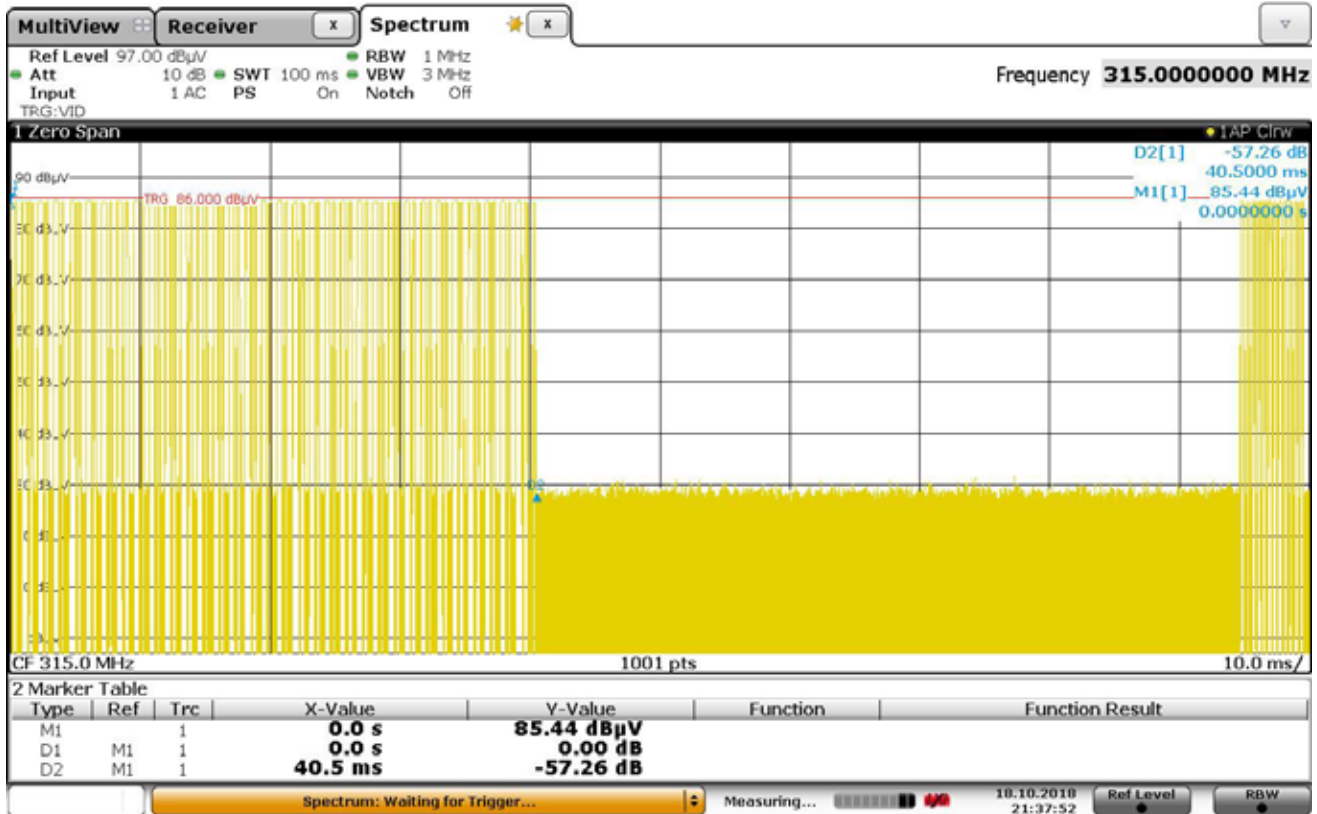 MultiView Receiver x Spectrum x
Ref Level 97.00 dBµV RBW 1 MHz
Att 10 dB SWT 100 ms VBW 3 MHz Frequency 315.0000000 MHz
Input 1 AC PS On Notch Off
TRG:VID
1 Zero Span 1AP Clrw
D2[1] -57.26 dB
40.5000 ms
90 dBµV
TRG 86.000 dBµV
M1[1] 85.44 dBµV
0.0000000 s
D2
CF 315.0 MHz 1001 pts 10.0 ms/
2 Marker Table
Type Ref Trc X-Value Y-Value Function Function Result
M1 1 0.0 s 85.44 dBµV
D1 M1 1 0.0 s 0.00 dB
D2 M1 1 40.5 ms -57.26 dB
Spectrum: Waiting for Trigger... Measuring... 18.10.2018 Ref Level RBW
21:37:52